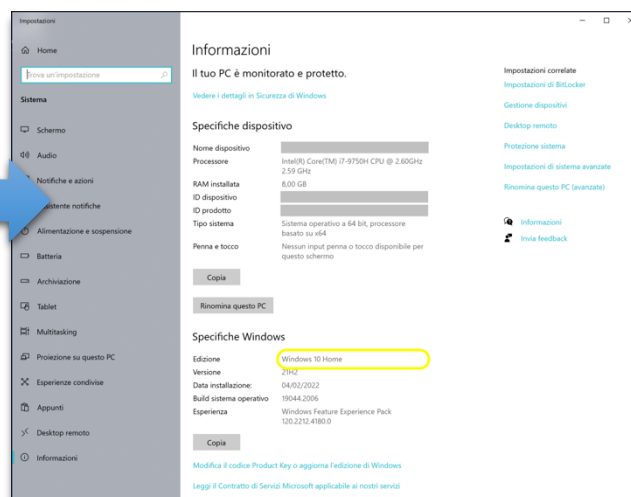 Impostazioni
Home
Trova un'impostazione
Sistema
Schermo
Audio
Notifiche e azioni
notifiche
Alimentazione e sospensione
Batteria
Archiviazione
Tablet
Multitasking
Proiezione su questo PC
Esperienze condivise
Appunti
Desktop remoto
Informazioni
Informazioni
Il tuo PC è monitorato e protetto.
Vedere i dettagli in Sicurezza di Windows
Specifiche dispositivo
Nome dispositivo
Processore Intel(R) Core(TM) i7-9750H CPU @ 2.60GHz
2.59 GHz
RAM installata 8,00 GB
ID dispositivo
ID prodotto
Tipo sistema Sistema operativo a 64 bit, processore
basato su x64
Penna e tocco Nessun input penna o tocco disponibile per
questo schermo
Copia
Rinomina questo PC
Specifiche Windows
Edizione Windows 10 Home
Versione 21H2
Data installazione: 04/02/2022
Build sistema operativo 19044.2006
Esperienza Windows Feature Experience Pack
120.2212.4180.0
Copia
Modifica il codice Product Key o aggiorna l'edizione di Windows
Leggi il Contratto di Servizi Microsoft applicabile ai nostri servizi
Impostazioni correlate
Impostazioni di BitLocker
Gestione dispositivi
Desktop remoto
Protezione sistema
Impostazioni di sistema avanzate
Rinomina questo PC (avanzate)
Informazioni
Invia feedback